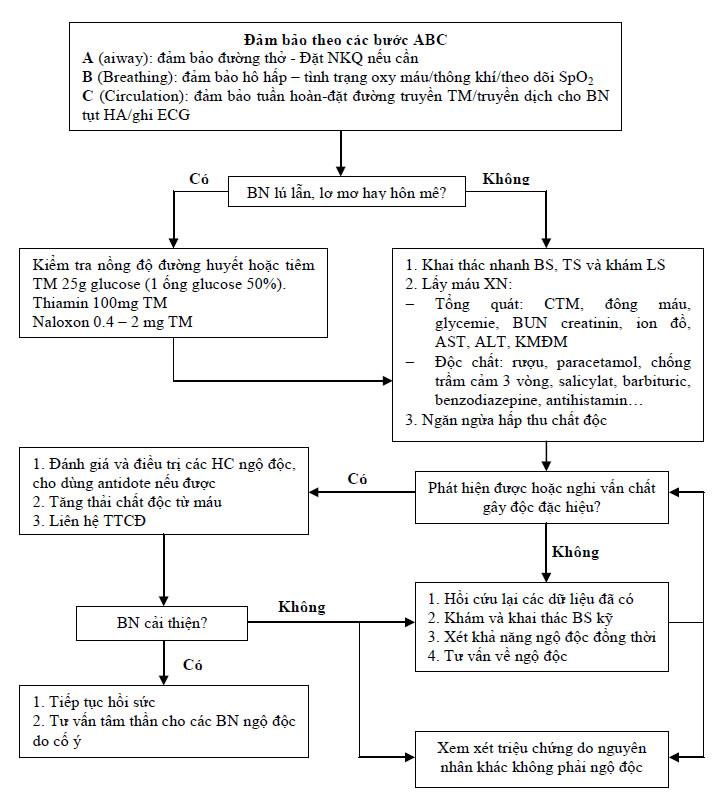 Đảm bảo theo các bước ABC
A (aiway): đảm bảo đường thở - Đặt NKQ nếu cần
B (Breathing): đảm bảo hô hấp – tình trạng oxy máu/thông khí/theo dõi SpO2
C (Circulation): đảm bảo tuần hoàn-đặt đường truyền TM/truyền dịch cho BN
tụt HA/ghi ECG
Có
BN lú lẫn, lơ mơ hay hôn mê?
Không
Kiểm tra nồng độ đường huyết hoặc tiêm
TM 25g glucose (1 ống glucose 50%).
Thiamin 100mg TM
Naloxon 0.4 – 2 mg TM
1. Khai thác nhanh BS, TS và khám LS
2. Lấy máu XN:
– Tổng quát: CTM, đông máu,
glycemie, BUN creatinin, ion đồ,
AST, ALT, KMĐM
– Độc chất: rượu, paracetamol, chống
trầm cảm 3 vòng, salicylat, barbituric,
benzodiazepine, antihistamin…
3. Ngăn ngừa hấp thu chất độc
1. Đánh giá và điều trị các HC ngộ độc,
cho dùng antidote nếu được
2. Tăng thải chất độc từ máu
3. Liên hệ TTCĐ
Có
Phát hiện được hoặc nghi vấn chất
gây độc đặc hiệu?
Không
BN cải thiện?
Không
1. Hồi cứu lại các dữ liệu đã có
2. Khám và khai thác BS kỹ
3. Xét khả năng ngộ độc đồng thời
4. Tư vấn về ngộ độc
Có
1. Tiếp tục hồi sức
2. Tư vấn tâm thần cho các BN ngộ độc
do cố ý
Xem xét triệu chứng do nguyên
nhân khác không phải ngộ độc